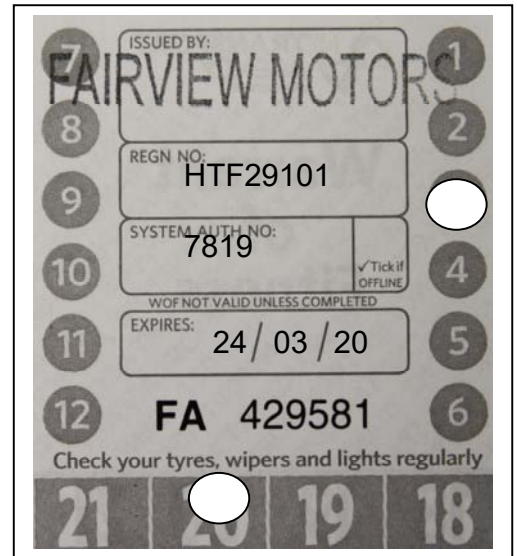 ISSUED BY:
FAIRVIEW MOTORS
7
1
8
2
REGN NO:
HTF29101
9
SYSTEM AUTH NO:
7819
✓Tick if
OFFLINE
10
4
WOF NOT VALID UNLESS COMPLETED
EXPIRES: 24 / 03 / 20
11
5
12
FA 429581
6
Check your tyres, wipers and lights regularly
21 20 19 18